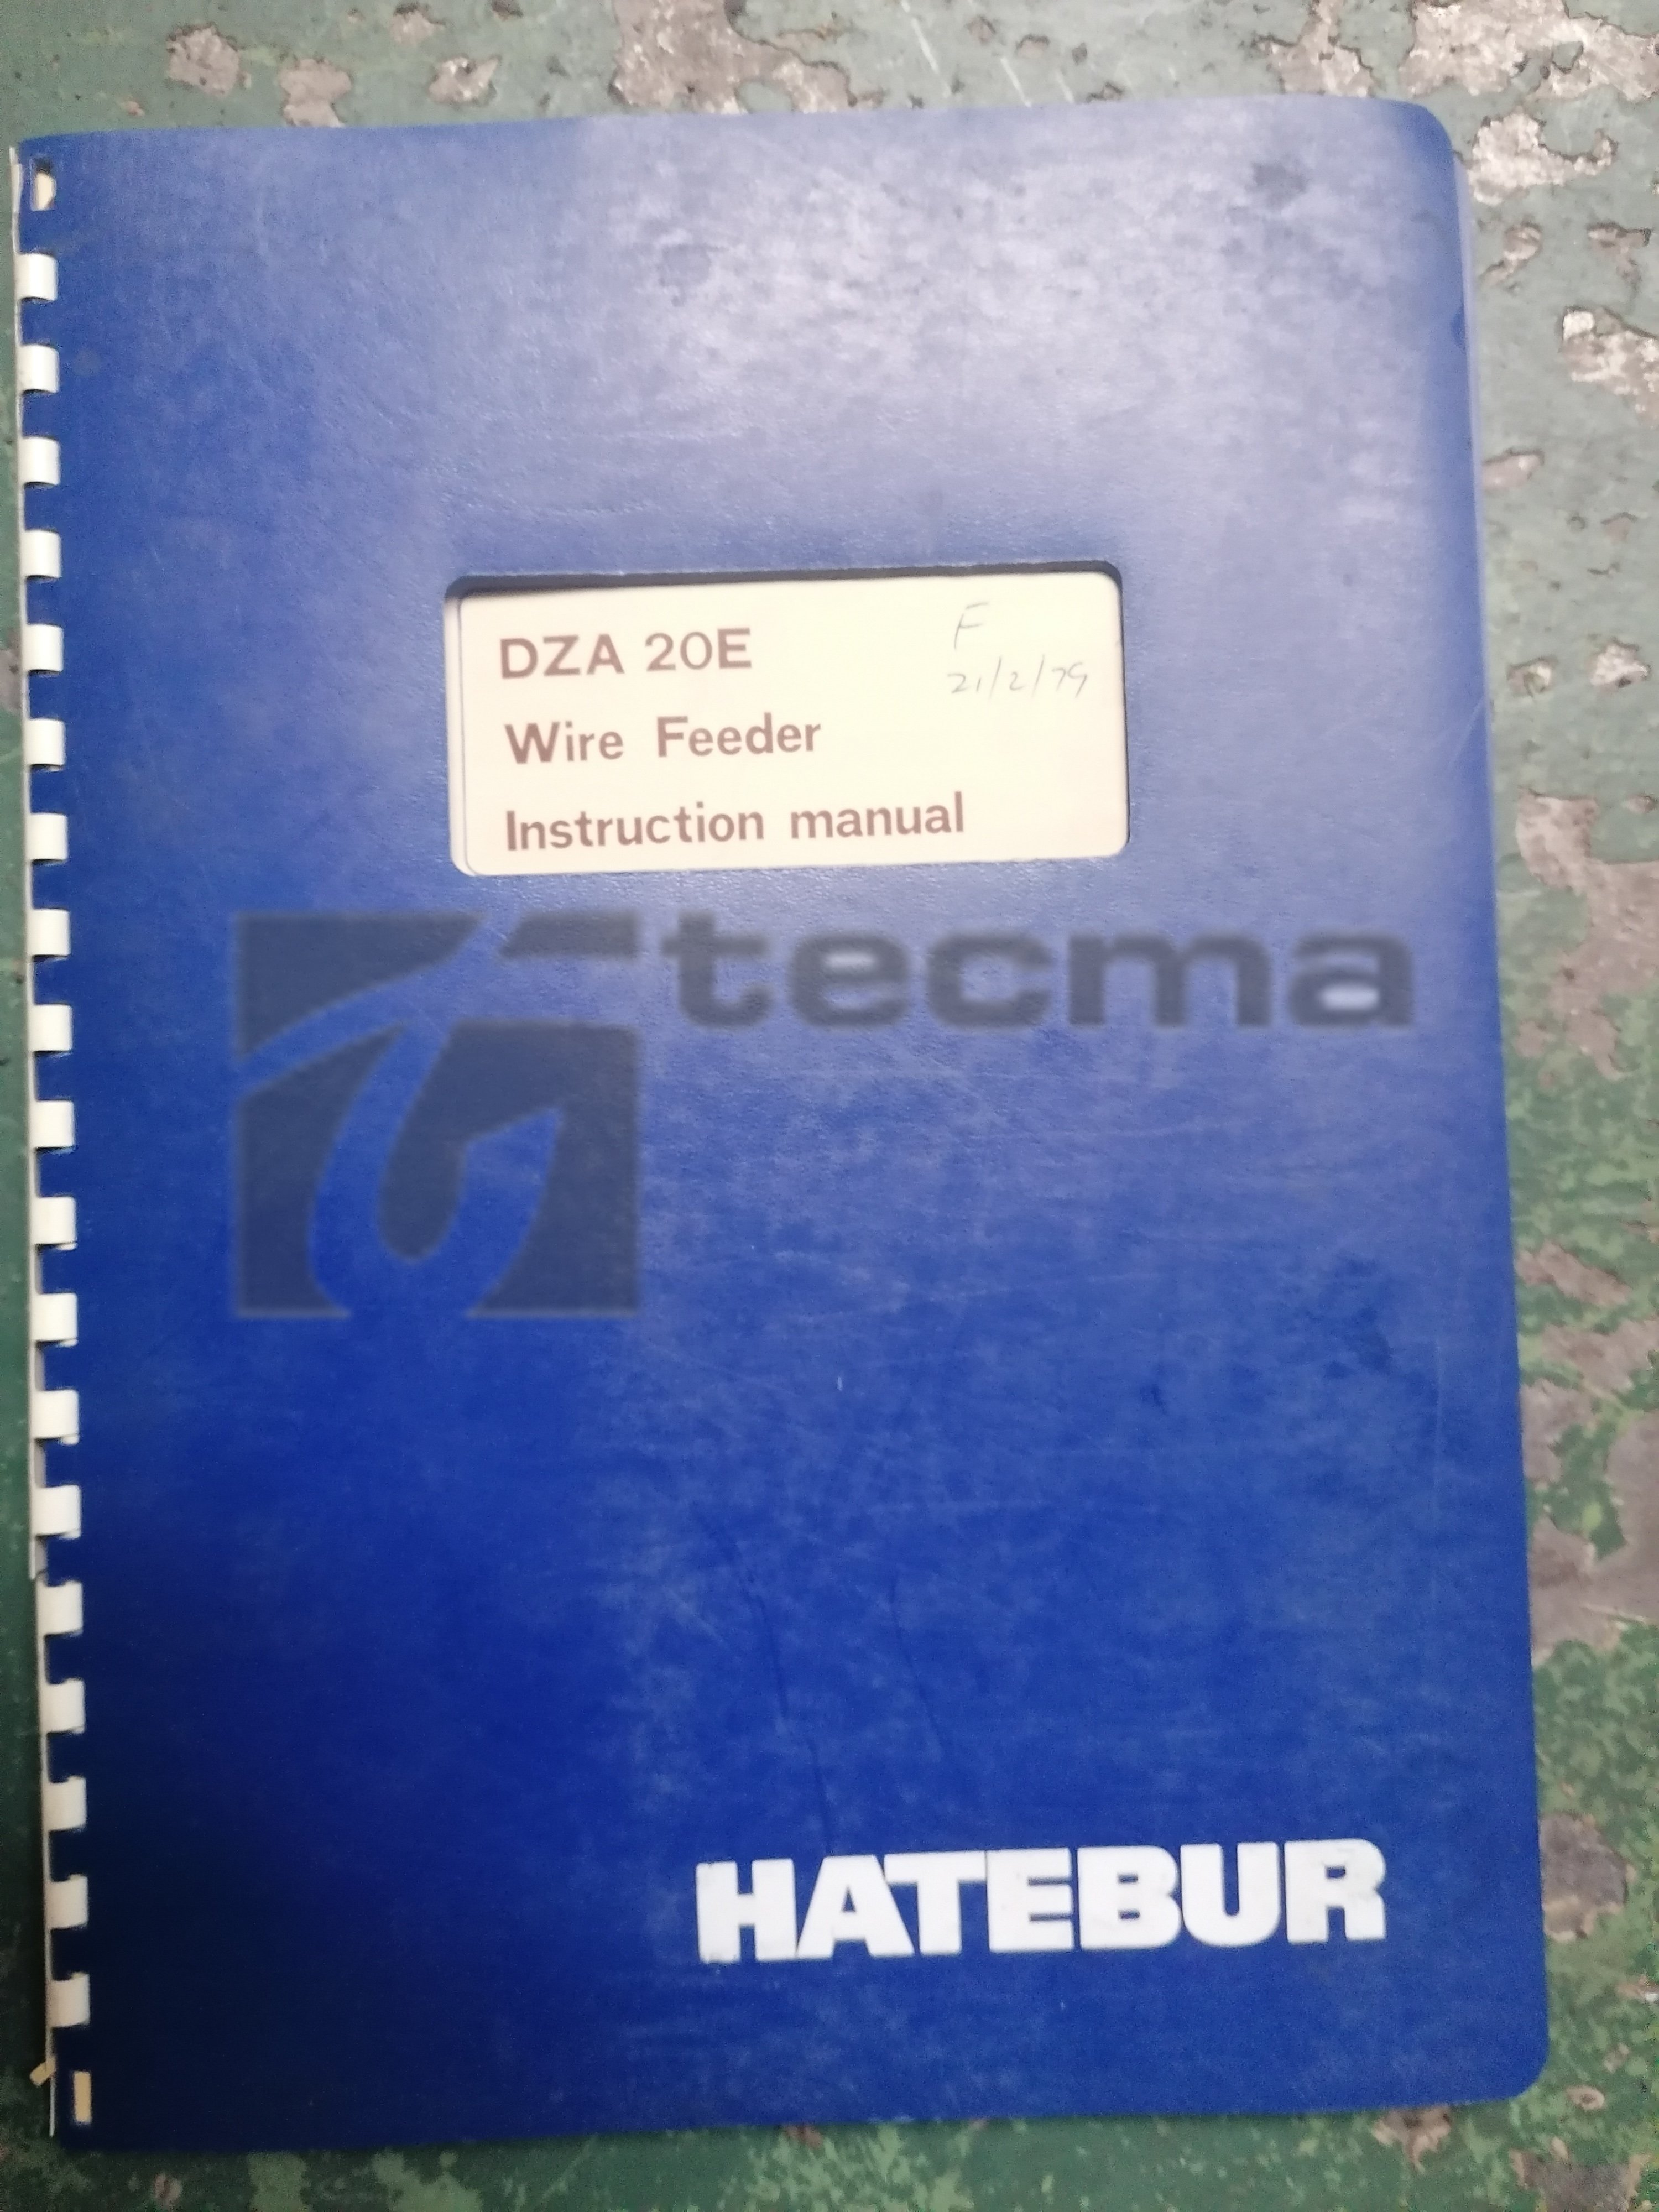 DZA 20E
F
21/2/79
Wire Feeder
Instruction manual
tecma
HATEBUR